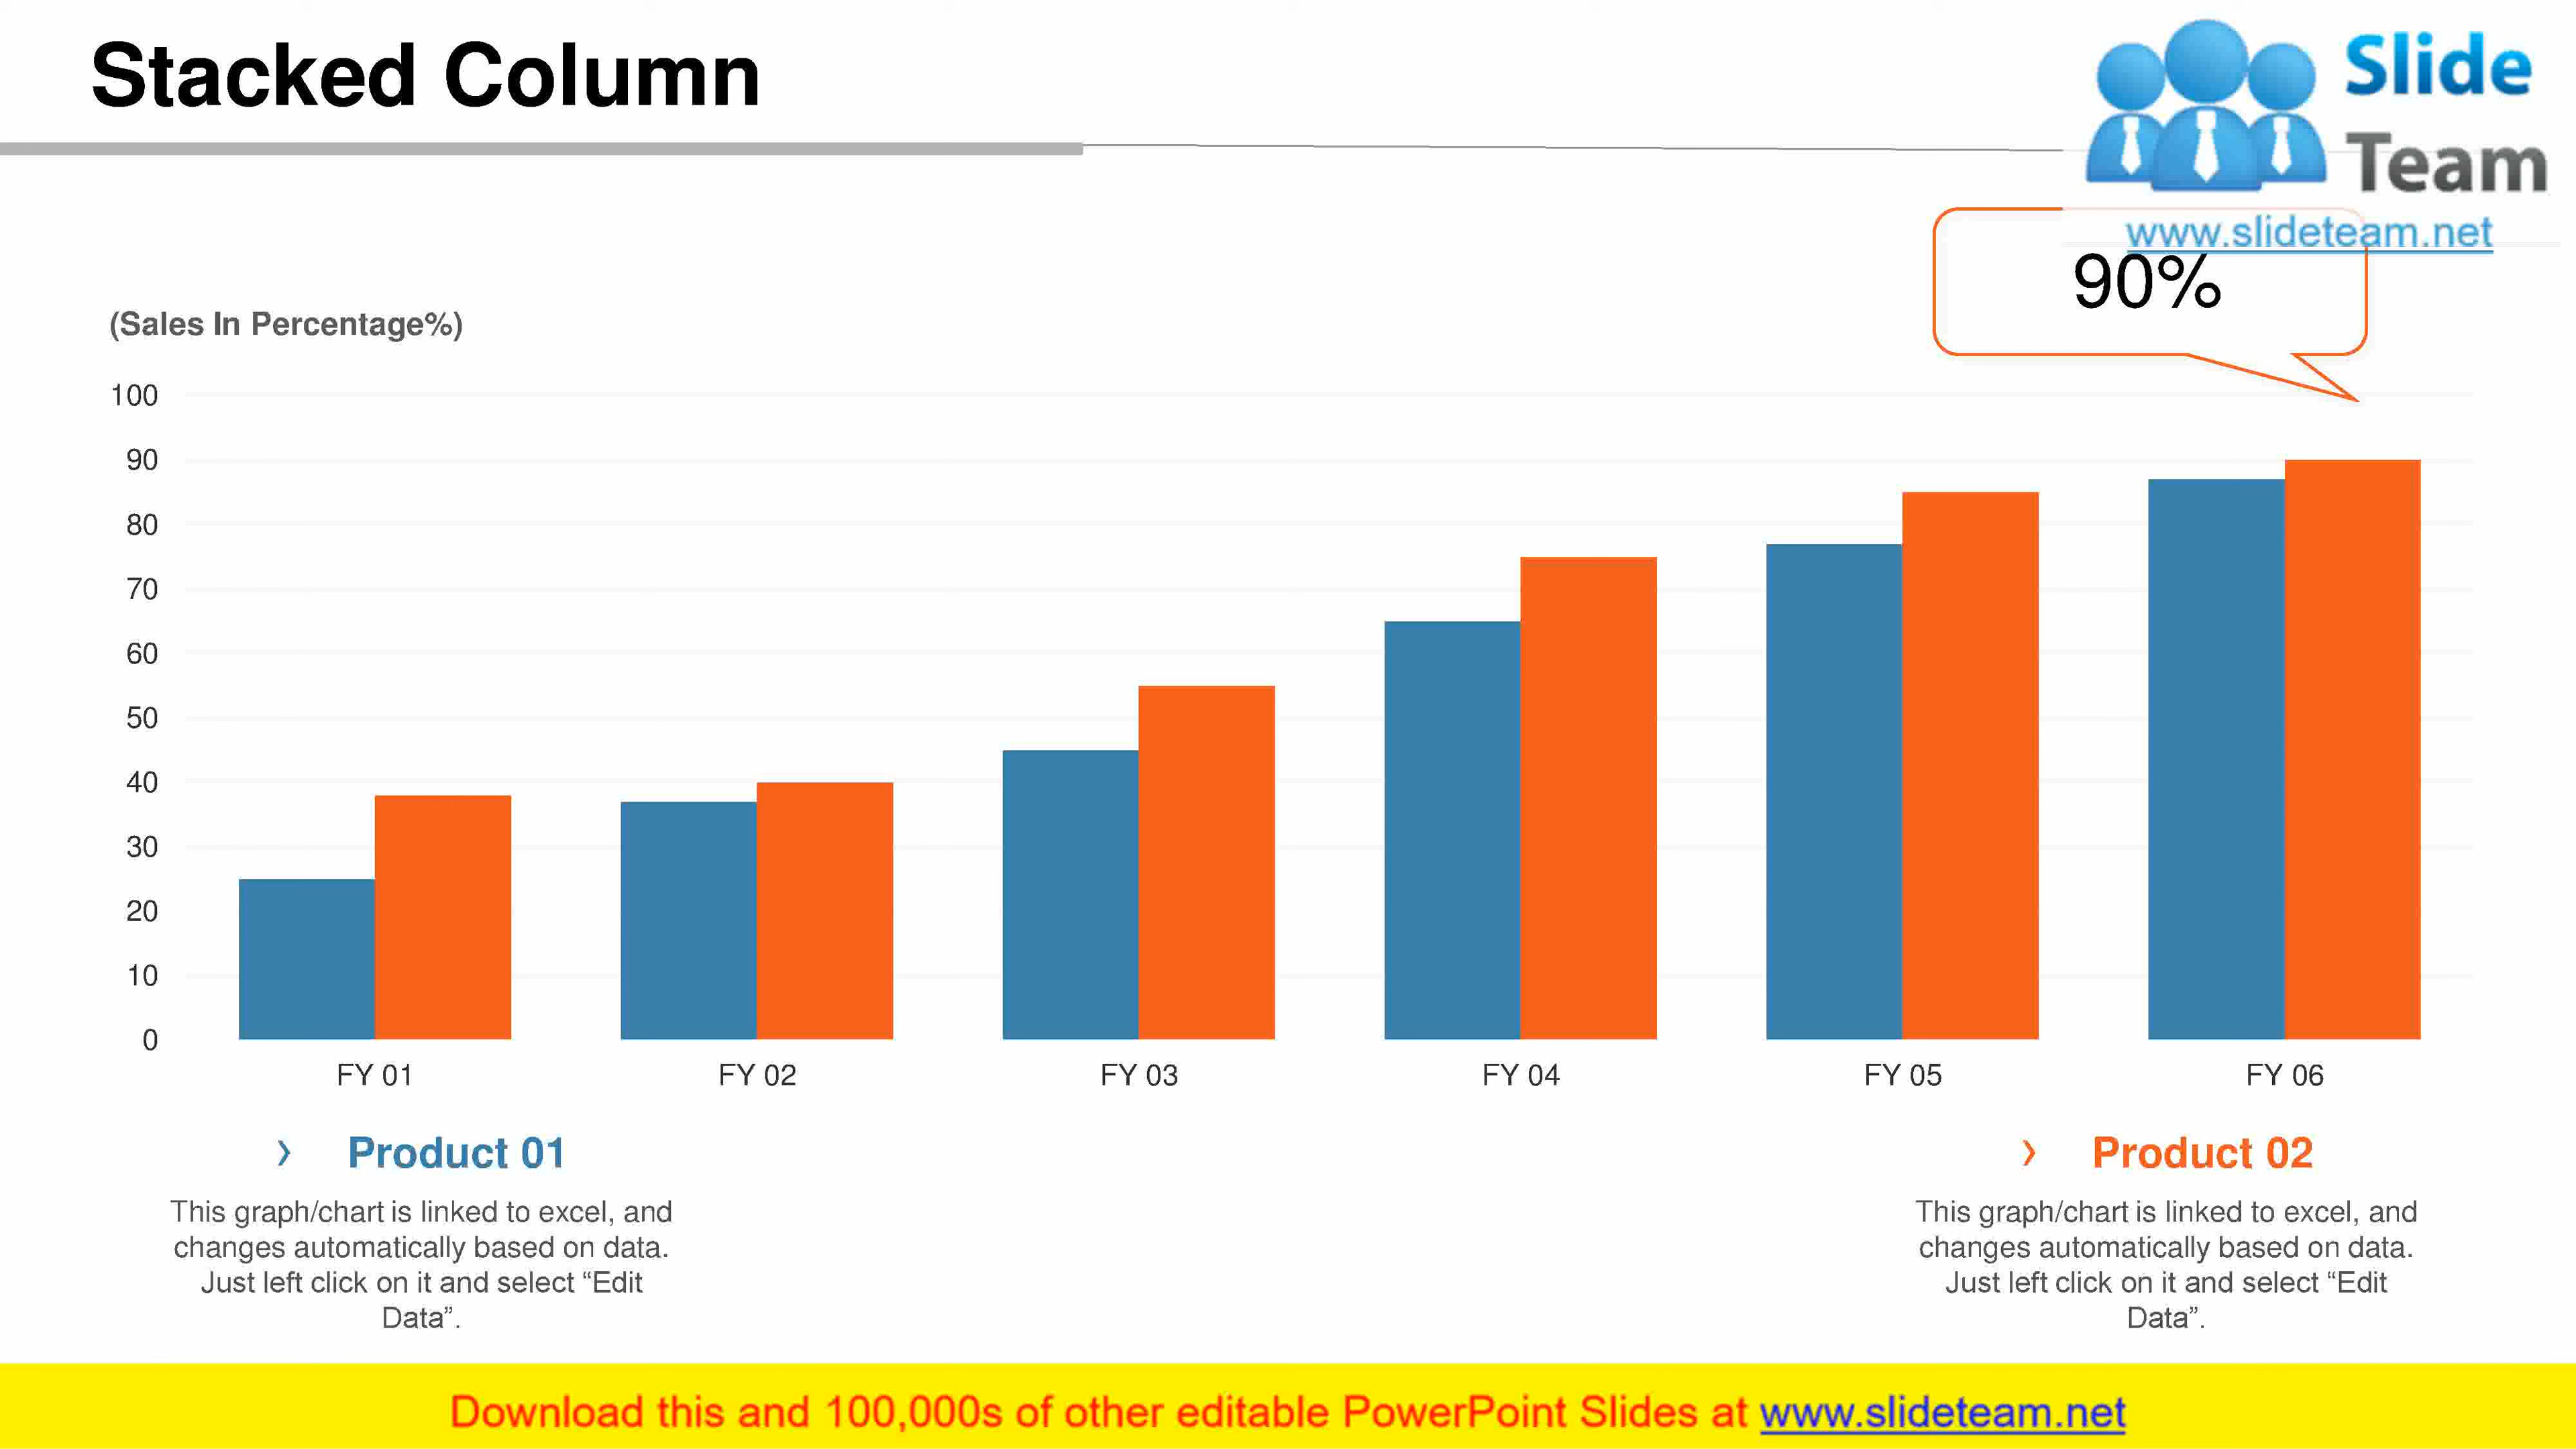 Stacked Column
Slide
Team
www.slideteam.net
90%
(Sales In Percentage%)
100
90
80
70
60
50
40
30
20
10
0
FY 01
FY 02
FY 03
FY 04
FY 05
FY 06
› Product 01
This graph/chart is linked to excel, and
changes automatically based on data.
Just left click on it and select “Edit
Data”.
› Product 02
This graph/chart is linked to excel, and
changes automatically based on data.
Just left click on it and select “Edit
Data”.
Download this and 100,000s of other editable PowerPoint Slides at www.slideteam.net